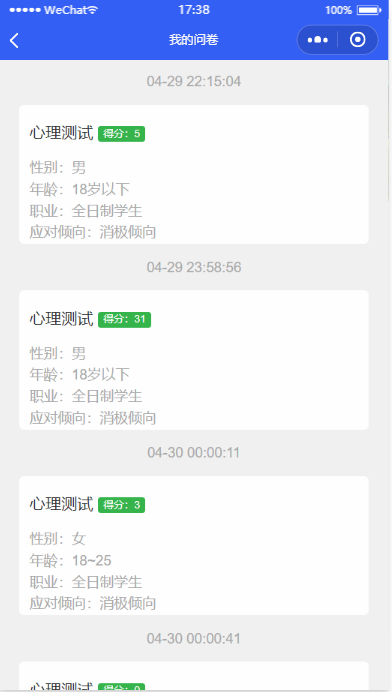 WeChat 17:38 100%
我的问卷
04-29 22:15:04
心理测试 得分：5
性别：男
年龄：18岁以下
职业：全日制学生
应对倾向：消极倾向
04-29 23:58:56
心理测试 得分：31
性别：男
年龄：18岁以下
职业：全日制学生
应对倾向：消极倾向
04-30 00:00:11
心理测试 得分：3
性别：女
年龄：18~25
职业：全日制学生
应对倾向：消极倾向
04-30 00:00:41
心理测试 得分：